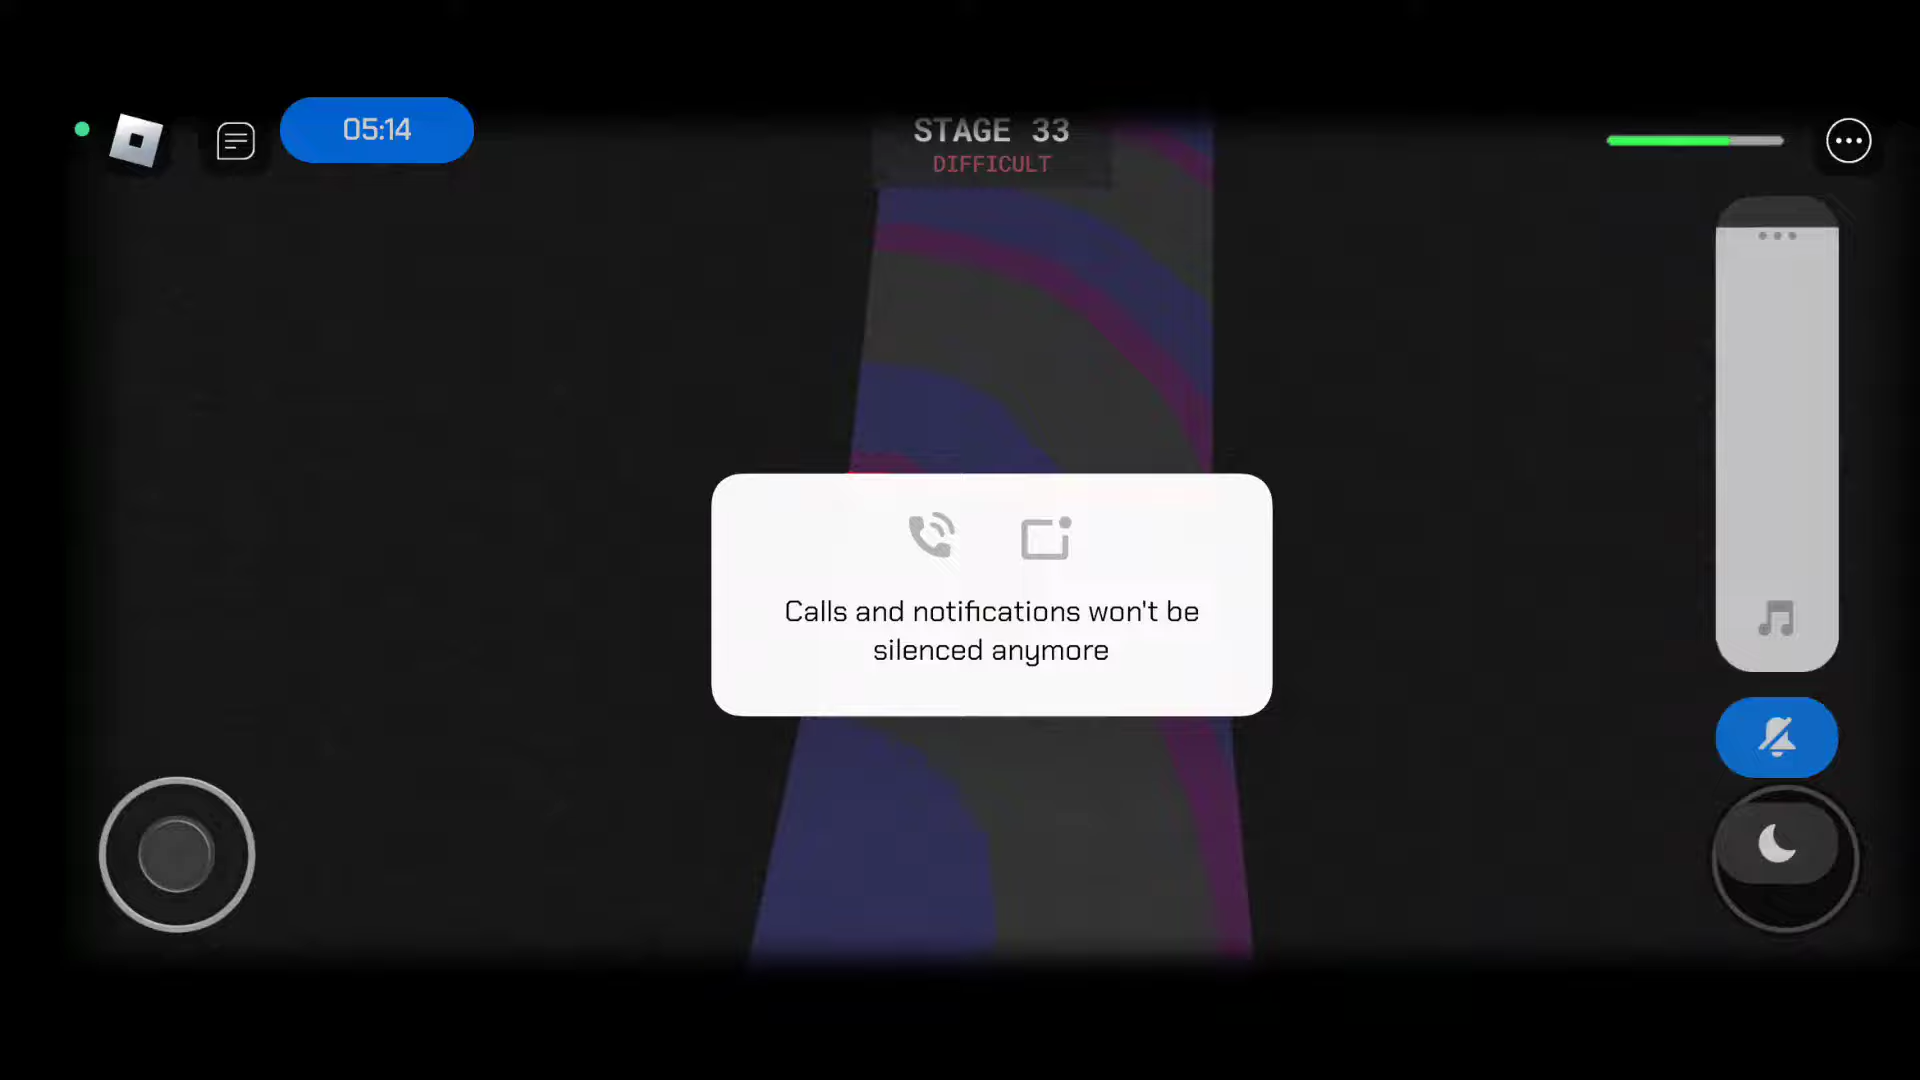 05:14
STAGE 33
DIFFICULT
Calls and notifications won't be
silenced anymore